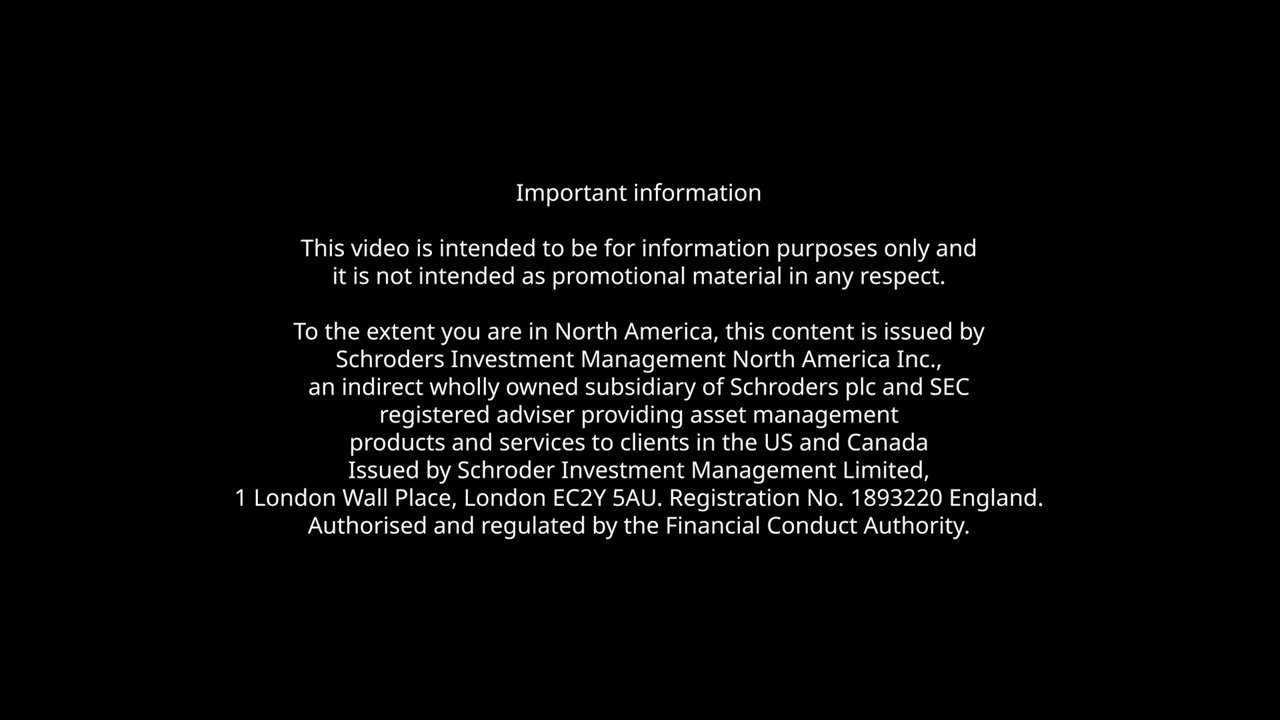 Important information
This video is intended to be for information purposes only and
it is not intended as promotional material in any respect.
To the extent you are in North America, this content is issued by
Schroders Investment Management North America Inc.,
an indirect wholly owned subsidiary of Schroders plc and SEC
registered adviser providing asset management
products and services to clients in the US and Canada
Issued by Schroder Investment Management Limited,
1 London Wall Place, London EC2Y 5AU. Registration No. 1893220 England.
Authorised and regulated by the Financial Conduct Authority.